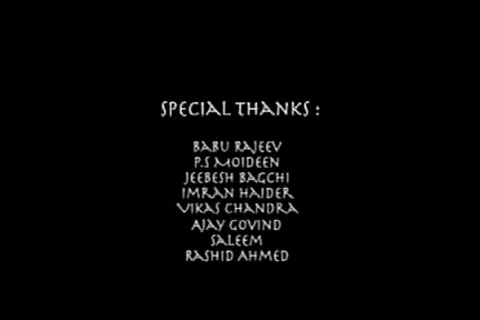 Special Thanks :
Babu Rajeev
P.S Moideen
Jeebesh Bagchi
Imran Haider
Vikas Chandra
Ajay Govind
Saleem
Rashid Ahmed